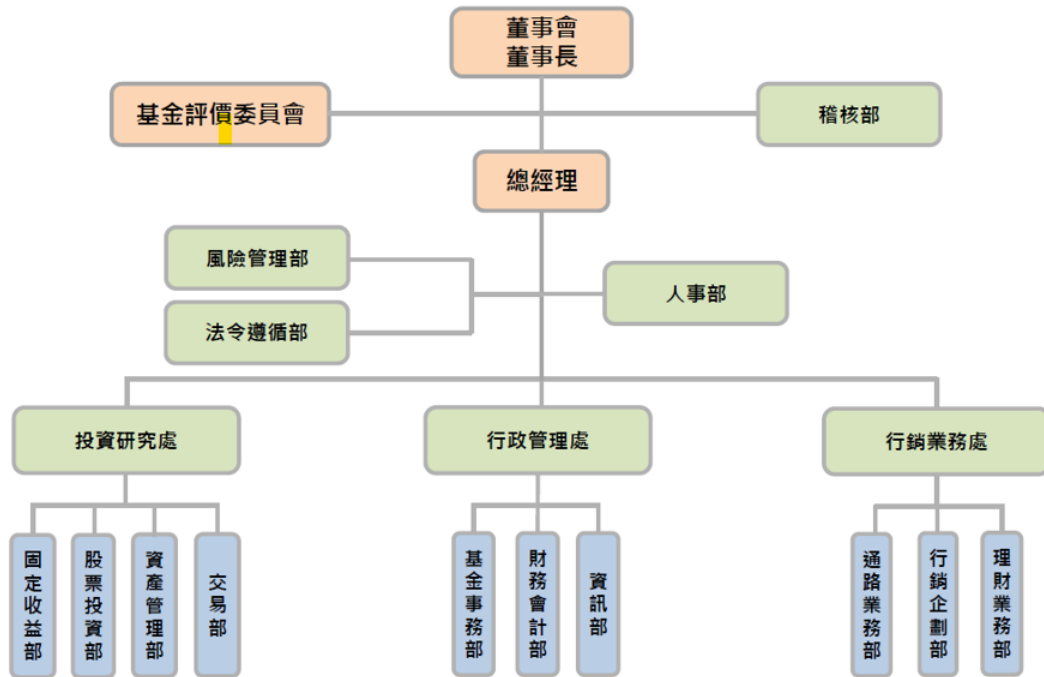 董事會
董事長
基金評價委員會
稽核部
總經理
風險管理部
人事部
法令遵循部
投資研究處
行政管理處
行銷業務處
固定收益部
股票投資部
資產管理部
交易部
基金事務部
財務會計部
資訊部
通路業務部
行銷企劃部
理財業務部